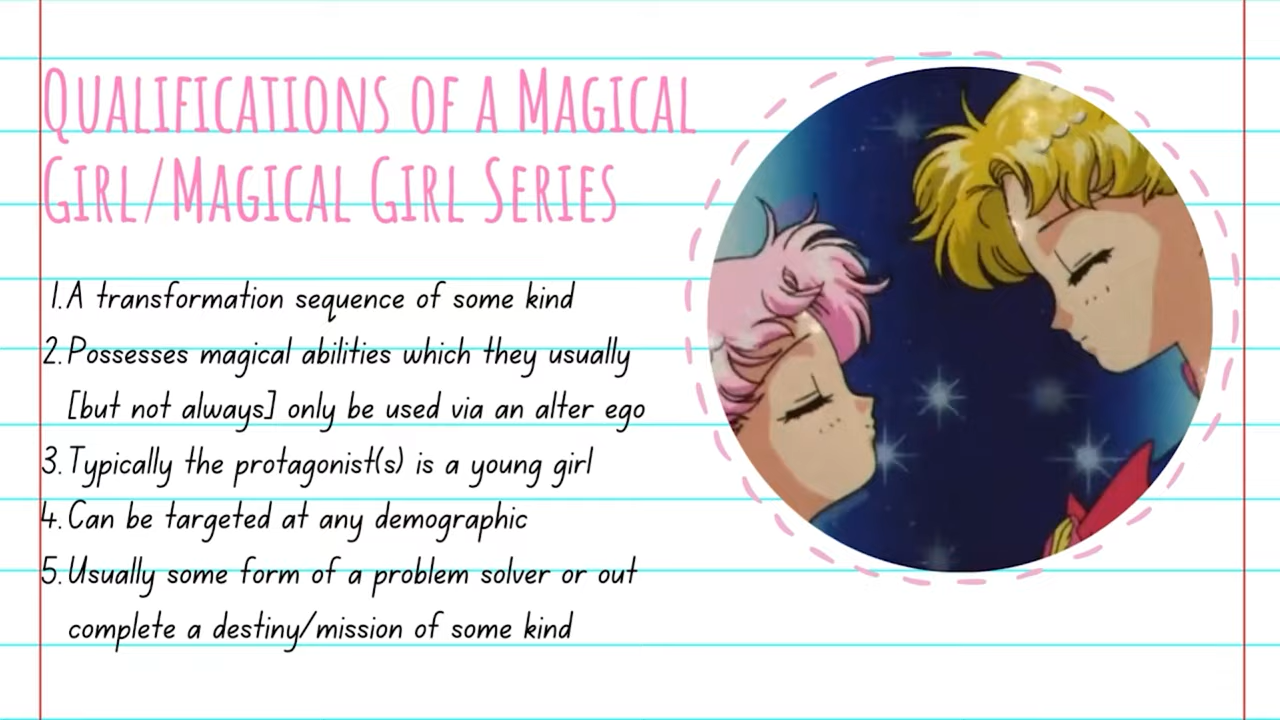 Qualifications of a Magical
Girl/Magical Girl Series
1. A transformation sequence of some kind
2. Possesses magical abilities which they usually
[but not always] only be used via an alter ego
3. Typically the protagonist(s) is a young girl
4. Can be targeted at any demographic
5. Usually some form of a problem solver or out
complete a destiny/mission of some kind